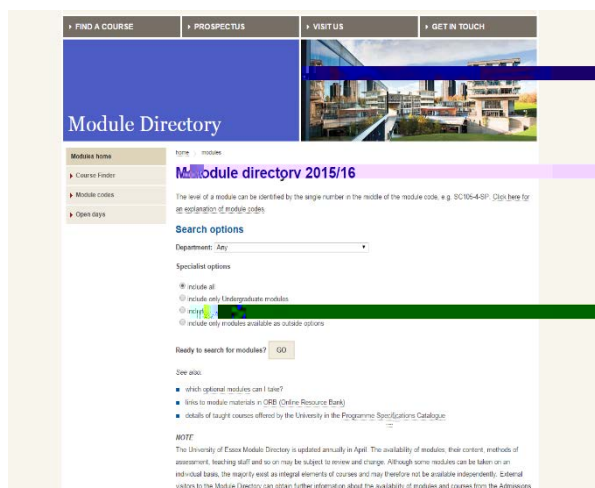 FIND A COURSE
PROSPECTUS
VISIT US
GET IN TOUCH
Module Directory
Modules home
Course Finder
Module codes
Open days
home modules
Module directory 2015/16
The level of a module can be identified by the single number in the middle of the module code, e.g. SC105-4-SP. Click here for
an explanation of module codes.
Search options
Department: Any
Specialist options
include all
include only Undergraduate modules
include only modules available as outside options
Ready to search for modules? GO
See also:
which optional modules can I take?
links to module materials in ORB (Online Resource Bank)
details of taught courses offered by the University in the Programme Specifications Catalogue
NOTE
The University of Essex Module Directory is updated annually in April. The availability of modules, their content, methods of
assessment, teaching staff and so on may be subject to review and change. Although some modules can be taken on an
individual basis, the majority exist as integral elements of courses and may therefore not be available independently. External
visitors to the Module Directory can obtain further information about the availability of modules and courses from the Admissions